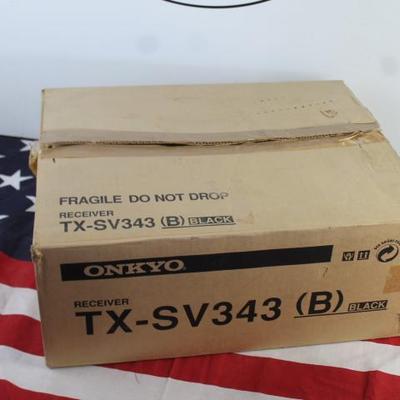 FRAGILE DO NOT DROP
RECEIVER
TX-SV343 (B) BLACK
ONKYO
RECEIVER
TX-SV343 (B) BLACK